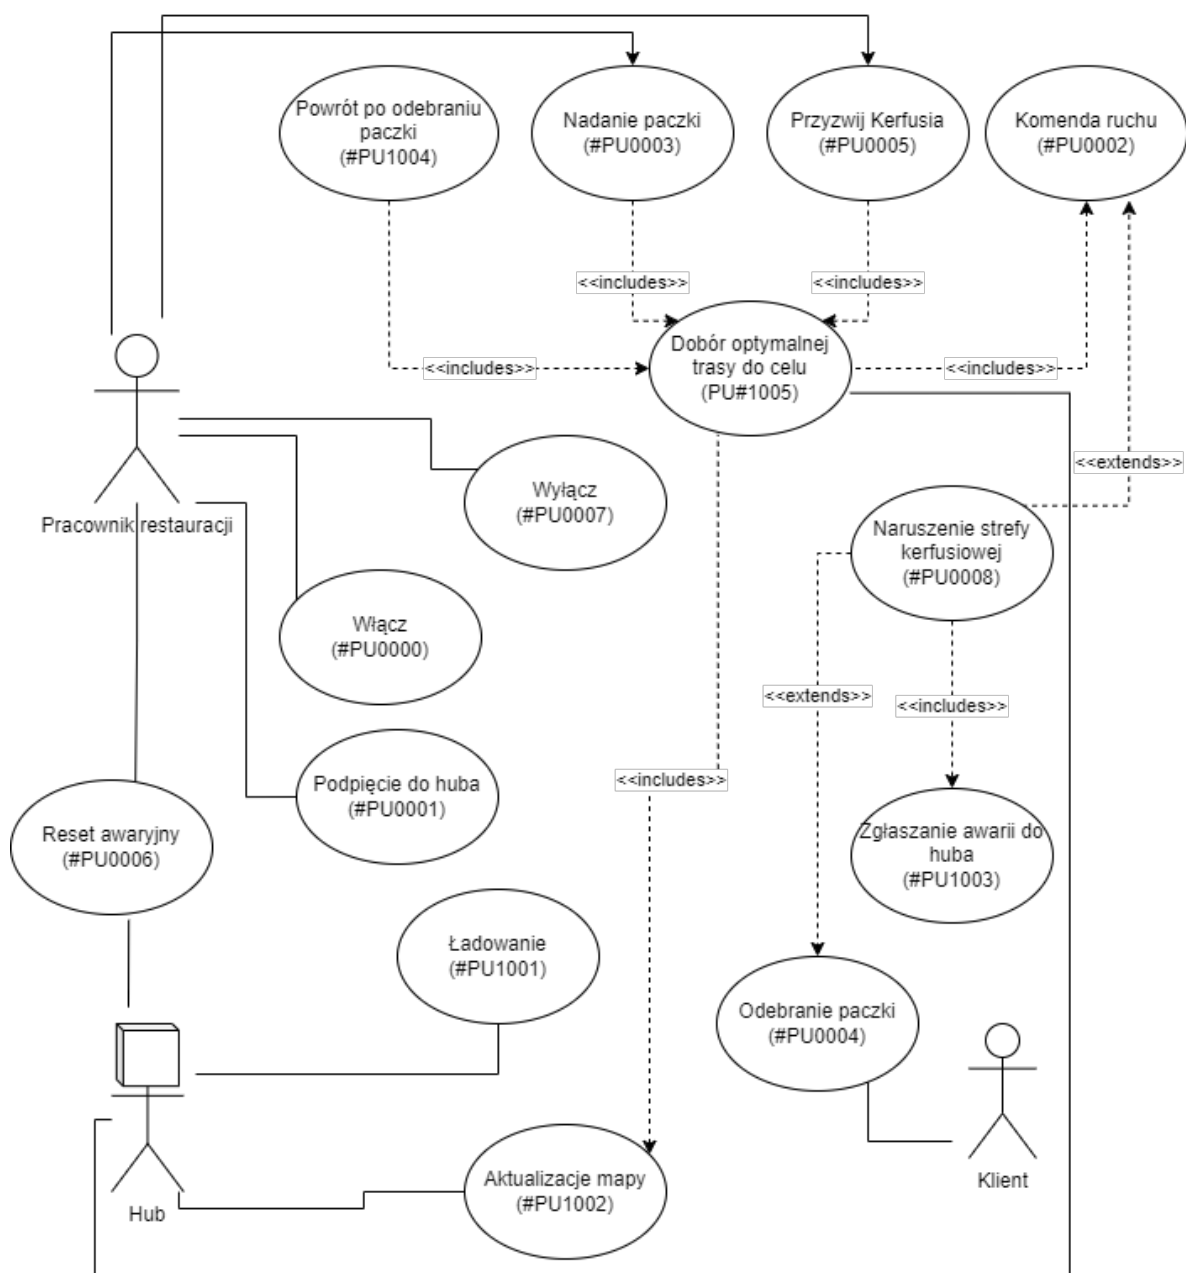 Powrót po odebraniu
paczki
(#PU1004)
Nadanie paczki
(#PU0003)
Przyzwij Kerfusia
(#PU0005)
Komenda ruchu
(#PU0002)
<<includes>>
<<includes>>
Dobór optymalnej
trasy do celu
(PU#1005)
<<includes>>
<<includes>>
<<extends>>
Pracownik restauracji
Wyłącz
(#PU0007)
Naruszenie strefy
kerfusiowej
(#PU0008)
Włącz
(#PU0000)
<<extends>>
<<includes>>
<<includes>>
Podpięcie do huba
(#PU0001)
Reset awaryjny
(#PU0006)
Zgłaszanie awarii do
huba
(#PU1003)
Ładowanie
(#PU1001)
Odebranie paczki
(#PU0004)
Aktualizacje mapy
(#PU1002)
Klient
Hub